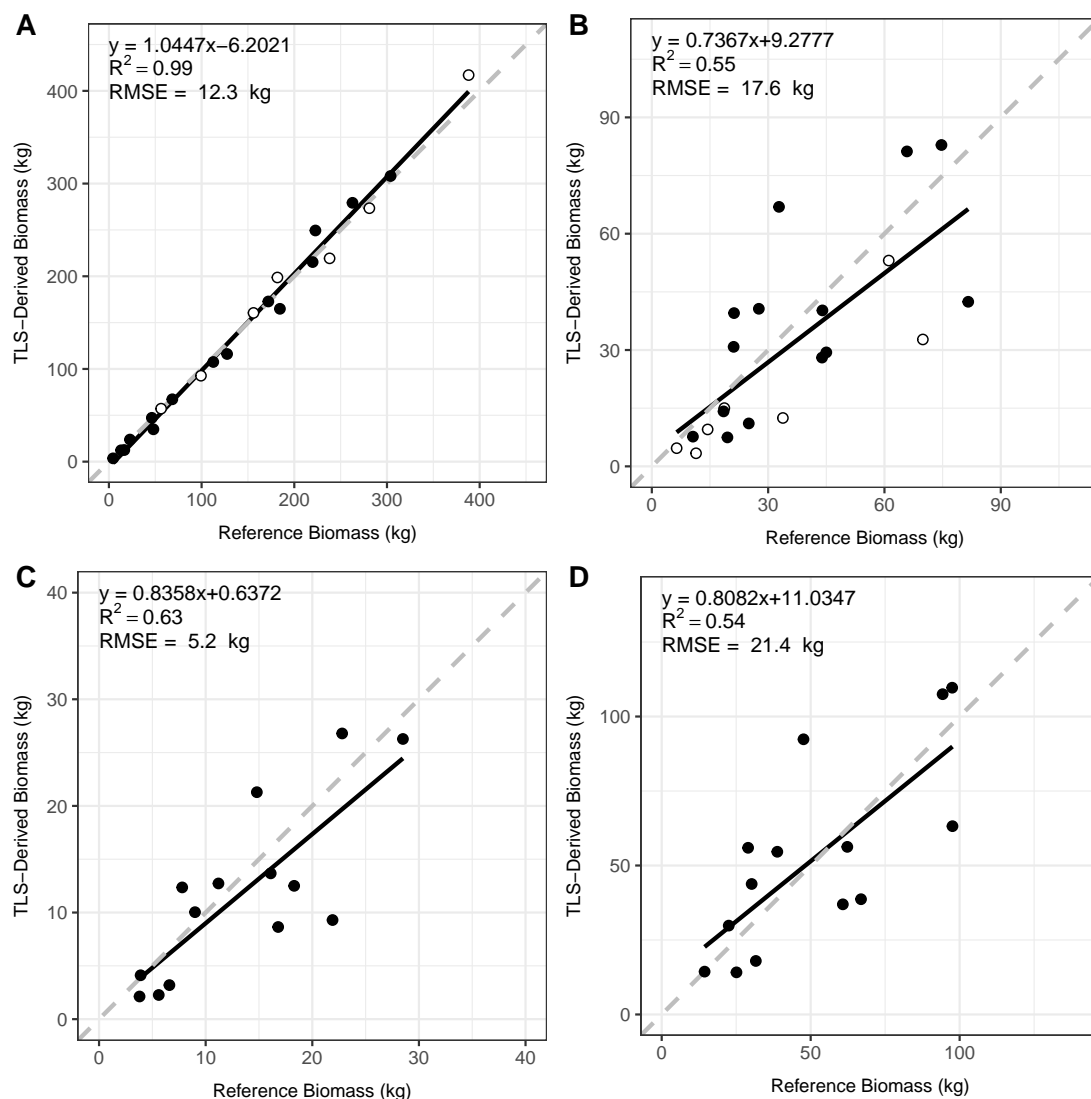 A
y = 1.0447x−6.2021
R² = 0.99
RMSE = 12.3 kg
400
300
200
100
0
0 100 200 300 400
TLS−Derived Biomass (kg)
Reference Biomass (kg)
B
y = 0.7367x+9.2777
R² = 0.55
RMSE = 17.6 kg
90
60
30
0
0 30 60 90
TLS−Derived Biomass (kg)
Reference Biomass (kg)
C
y = 0.8358x+0.6372
R² = 0.63
RMSE = 5.2 kg
40
30
20
10
0
0 10 20 30 40
TLS−Derived Biomass (kg)
Reference Biomass (kg)
D
y = 0.8082x+11.0347
R² = 0.54
RMSE = 21.4 kg
100
50
0
0 50 100
TLS−Derived Biomass (kg)
Reference Biomass (kg)